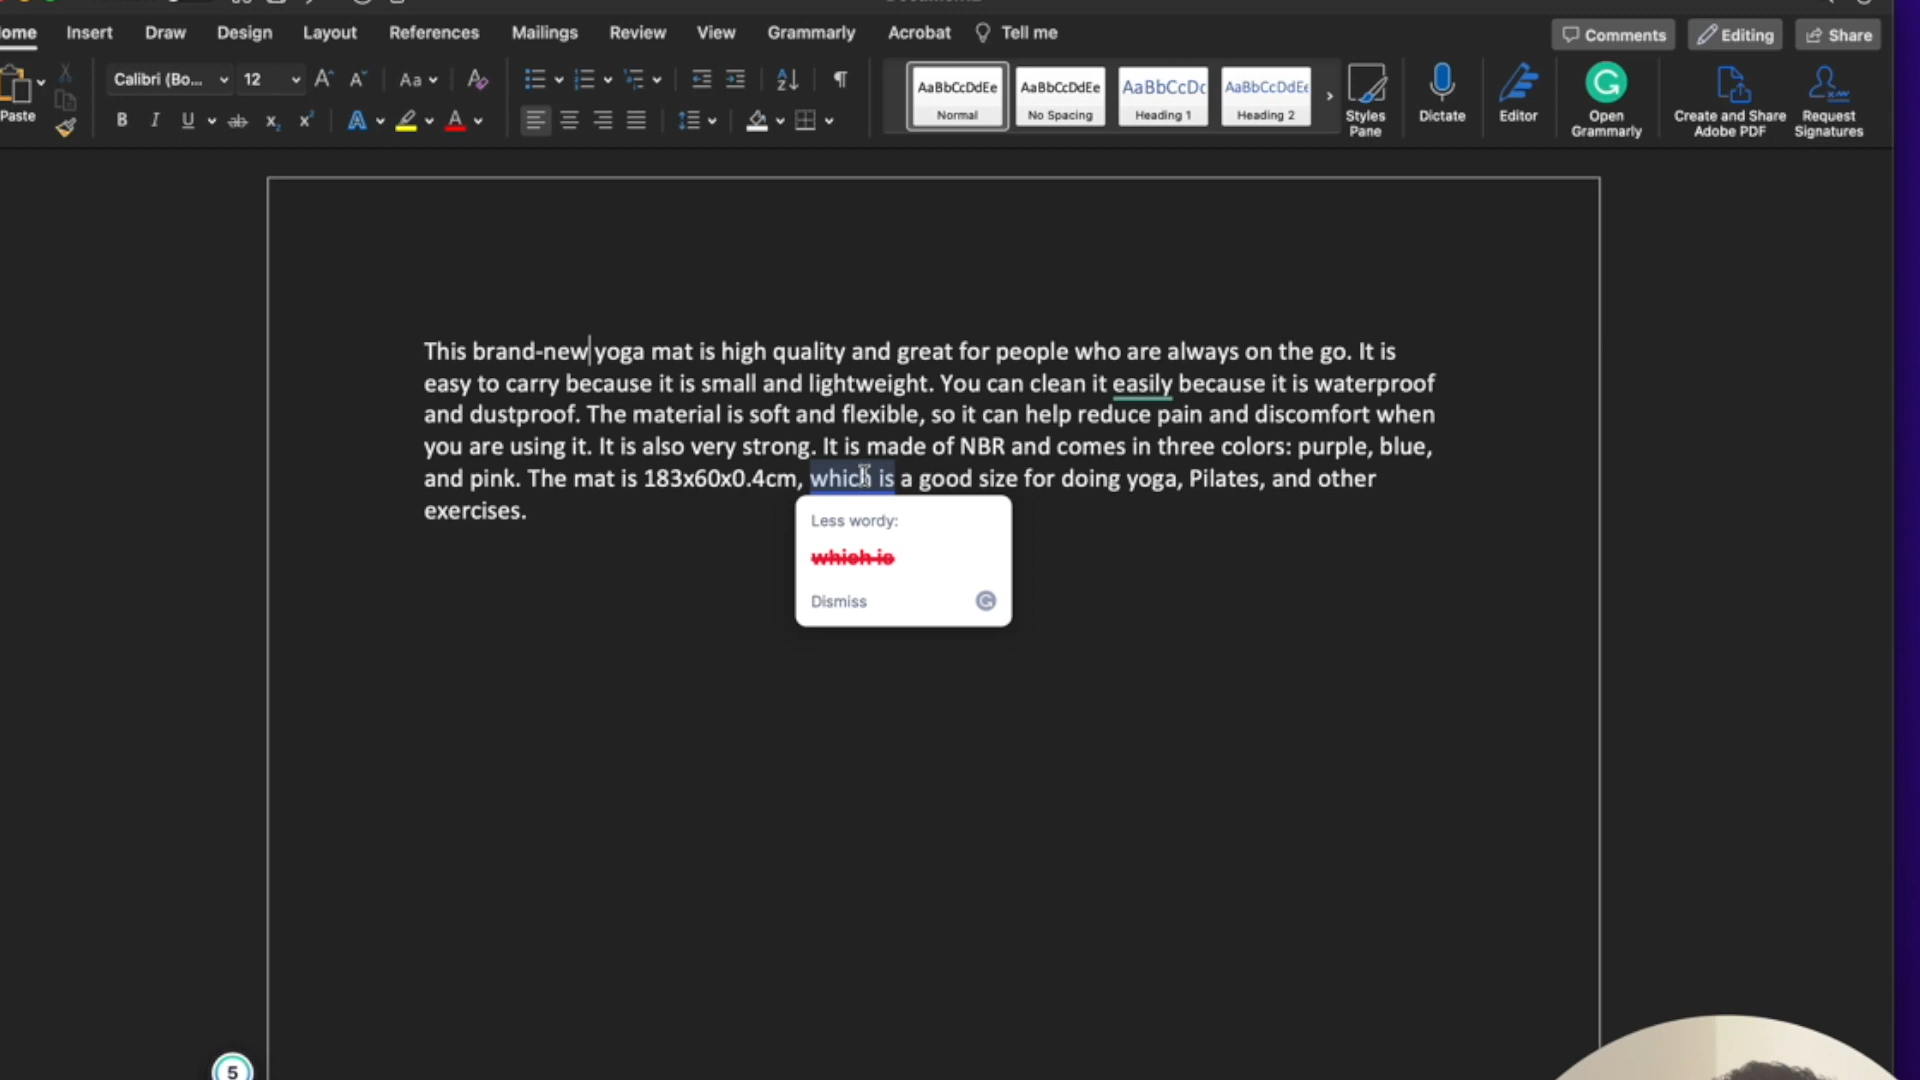 ome Insert Draw Design Layout References Mailings Review View Grammarly Acrobat Tell me Comments Editing Share
Calibri (Bo... 12 Aa
Paste
B I U ab x₂ x² A A
AaBbCcDdEe AaBbCcDdEe AaBbCcDc AaBbCcDdEe
Normal No Spacing Heading 1 Heading 2
Styles Pane
Dictate
Editor
Open Grammarly
Create and Share Adobe PDF
Request Signatures
This brand-new yoga mat is high quality and great for people who are always on the go. It is
easy to carry because it is small and lightweight. You can clean it easily because it is waterproof
and dustproof. The material is soft and flexible, so it can help reduce pain and discomfort when
you are using it. It is also very strong. It is made of NBR and comes in three colors: purple, blue,
and pink. The mat is 183x60x0.4cm, which is a good size for doing yoga, Pilates, and other
exercises.
Less wordy:
which is
Dismiss
5